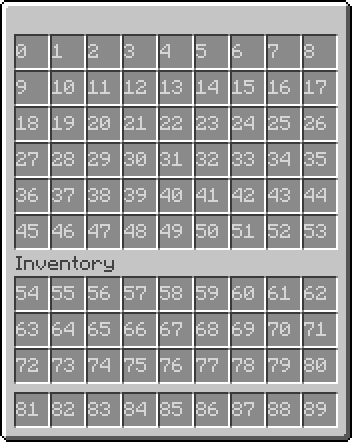 0 1 2 3 4 5 6 7 8
9 10 11 12 13 14 15 16 17
18 19 20 21 22 23 24 25 26
27 28 29 30 31 32 33 34 35
36 37 38 39 40 41 42 43 44
45 46 47 48 49 50 51 52 53
Inventory
54 55 56 57 58 59 60 61 62
63 64 65 66 67 68 69 70 71
72 73 74 75 76 77 78 79 80
81 82 83 84 85 86 87 88 89